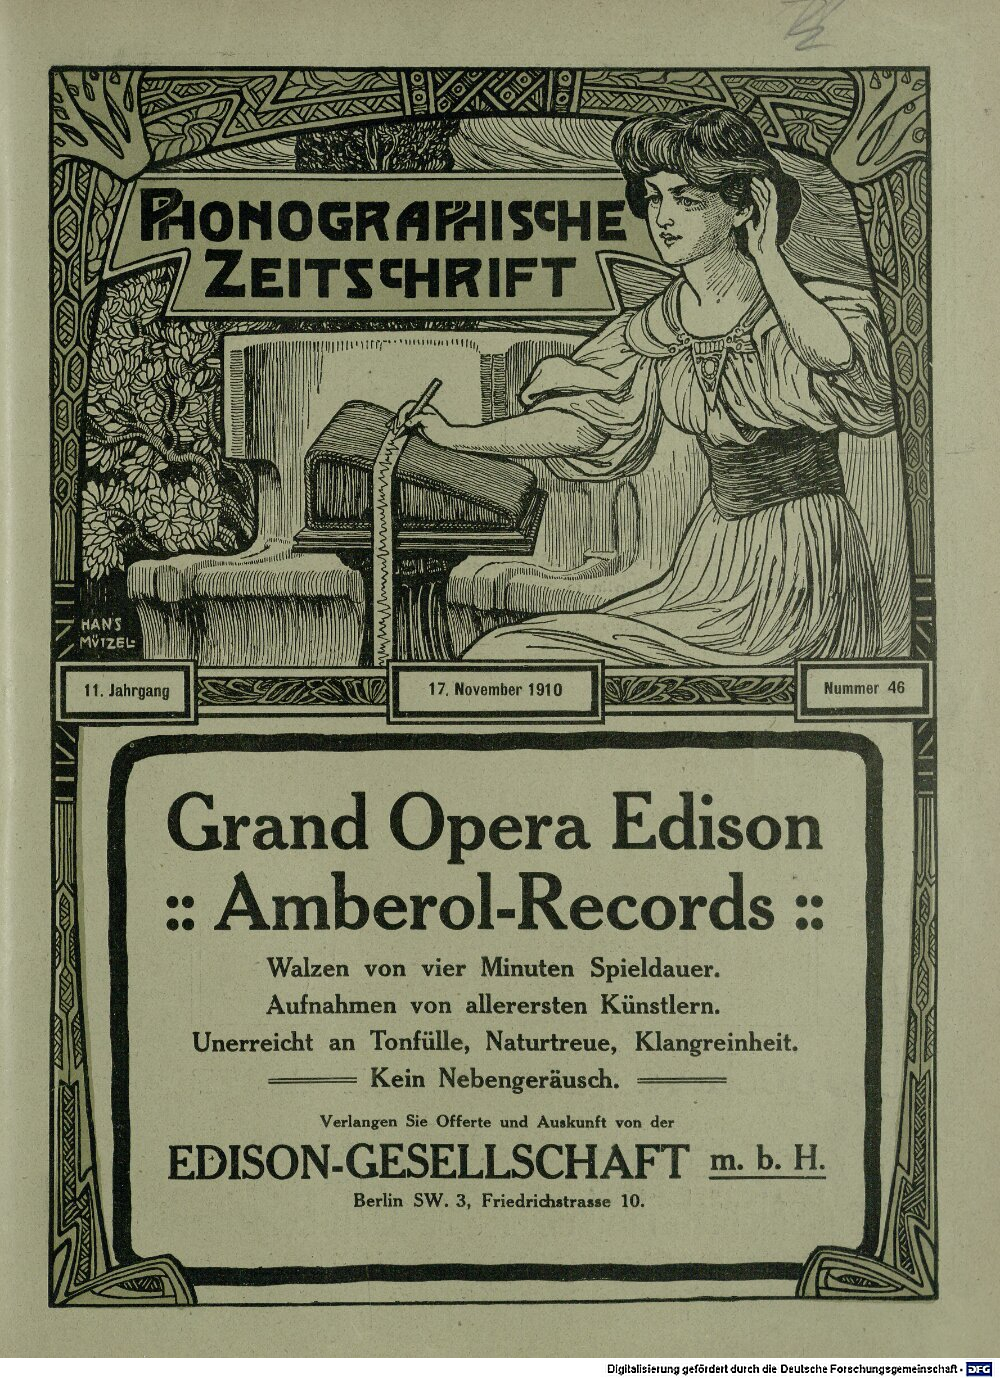 PHONOGRAPHISCHE
ZEITSCHRIFT
HANS
MÜTZEL
11. Jahrgang
17. November 1910
Nummer 46
Grand Opera Edison
:: Amberol-Records ::
Walzen von vier Minuten Spieldauer.
Aufnahmen von allerersten Künstlern.
Unerreicht an Tonfülle, Naturtreue, Klangreinheit.
Kein Nebengeräusch.
Verlangen Sie Offerte und Auskunft von der
EDISON-GESELLSCHAFT m. b. H.
Berlin SW. 3, Friedrichstrasse 10.
Digitalisierung gefördert durch die Deutsche Forschungsgemeinschaft - DFG